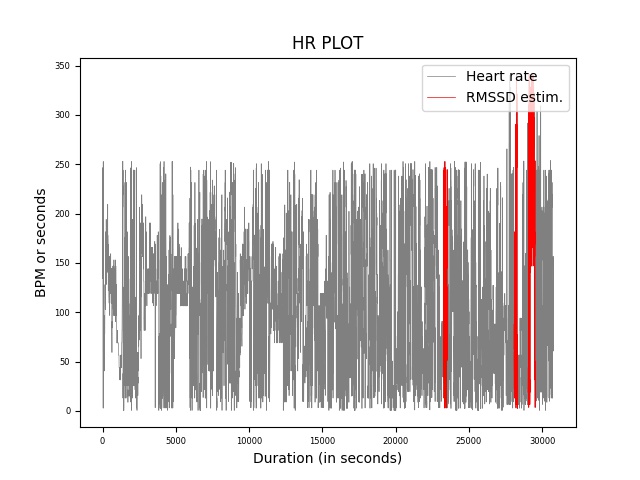 HR PLOT
Heart rate
RMSSD estim.
350
300
250
200
150
100
50
0
BPM or seconds
0 5000 10000 15000 20000 25000 30000
Duration (in seconds)